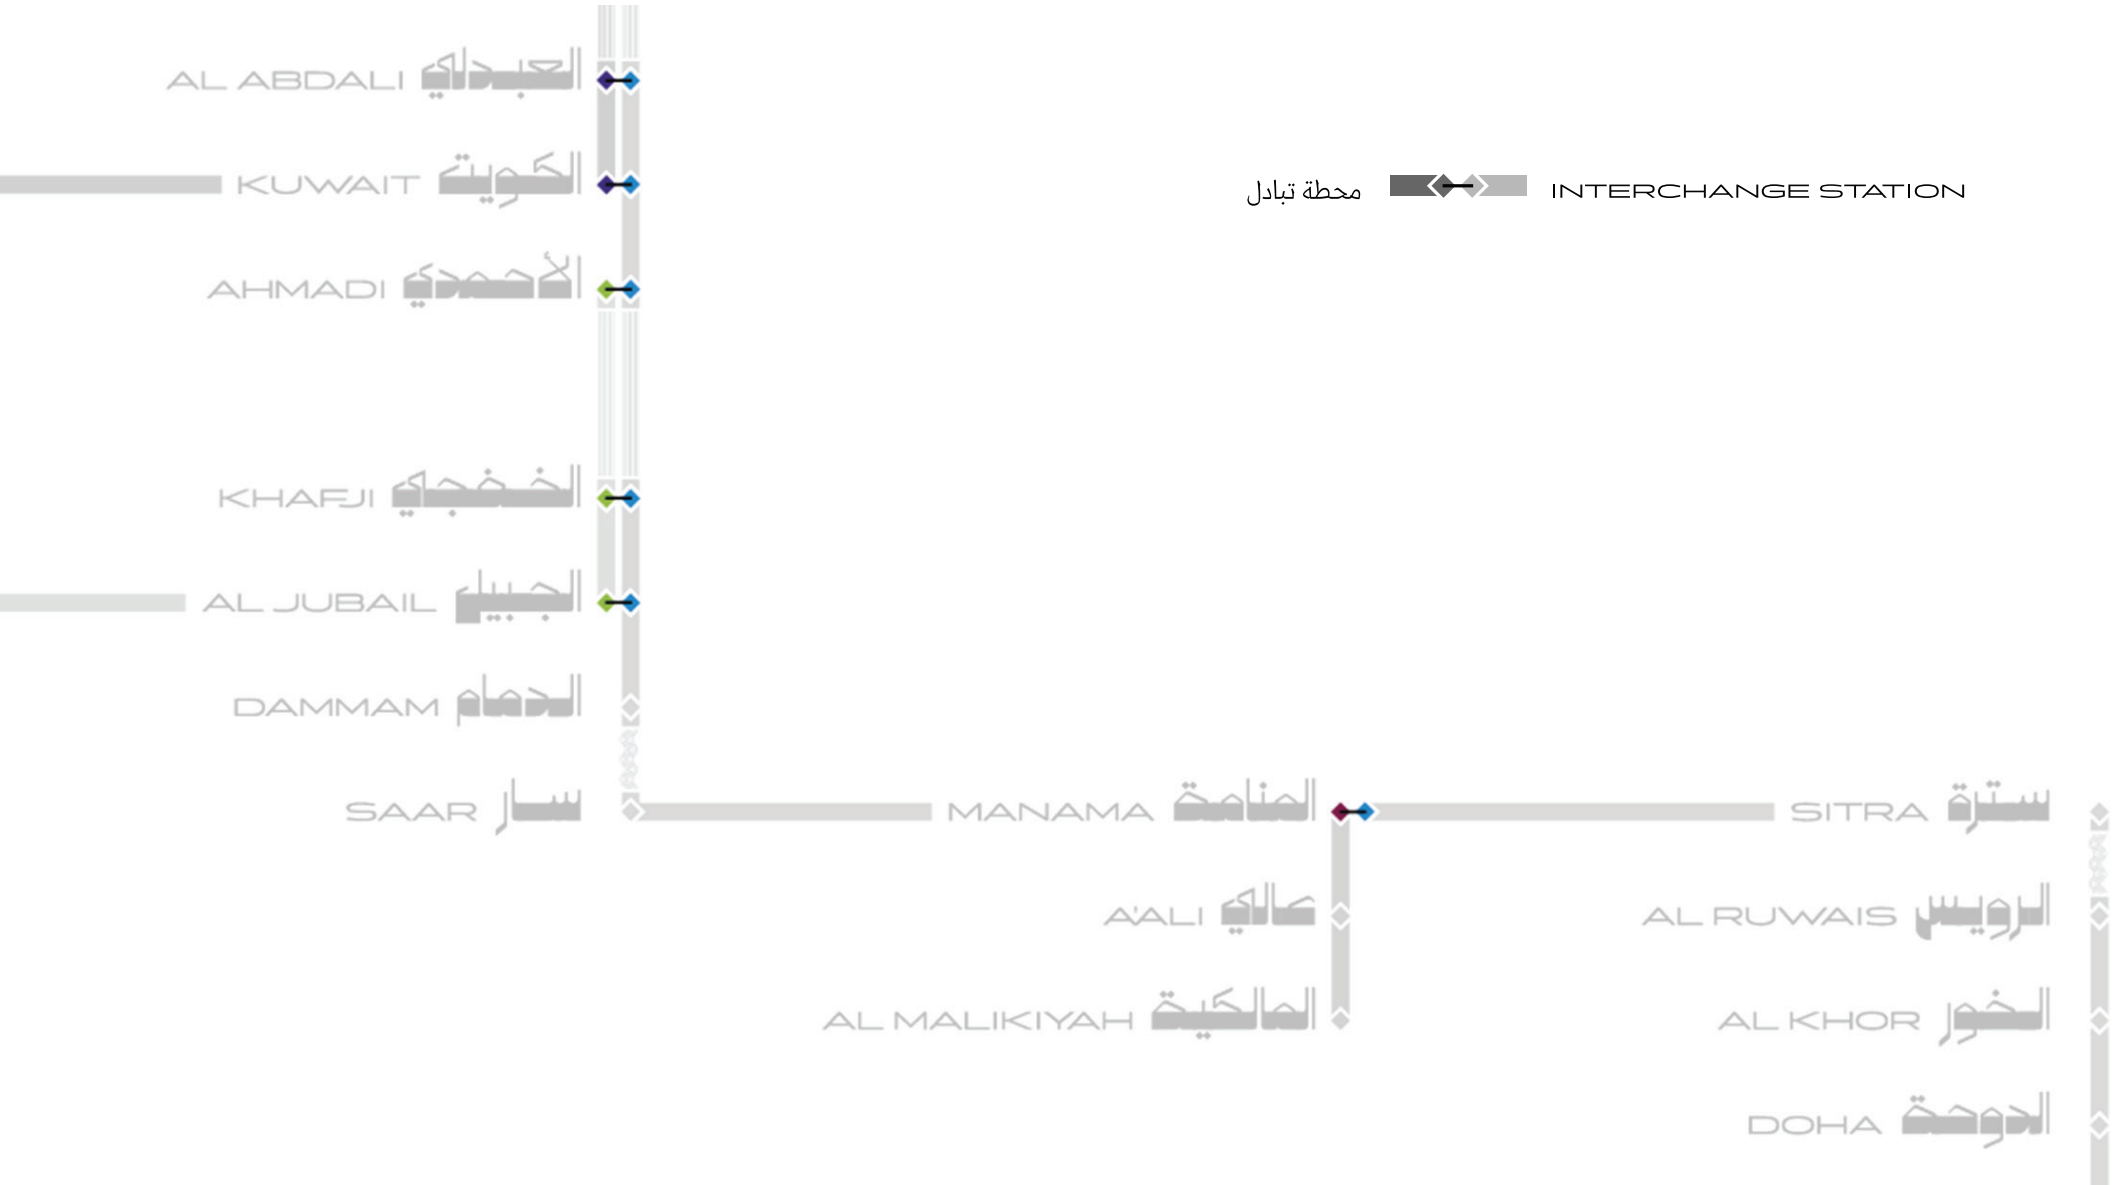 AL ABDALI العبدلي
KUWAIT الكويت
محطة تبادل INTERCHANGE STATION
AHMADI الأحمدي
KHAFJI الخفجي
AL JUBAIL الجبيل
DAMMAM الدمام
SAAR سار
MANAMA المنامة
SITRA سترة
A'ALI عالي
AL RUWAIS الرويس
AL MALIKIYAH المالكية
AL KHOR الخور
DOHA الدوحة